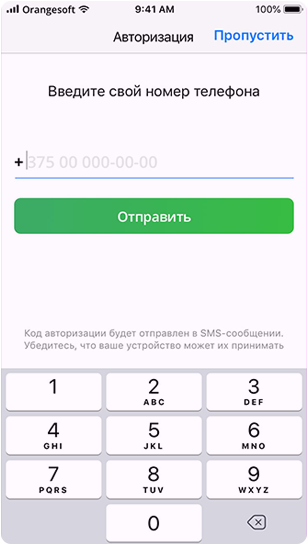 Orangesoft 9:41 AM 100%
Авторизация Пропустить
Введите свой номер телефона
+ 375 00 000-00-00
Отправить
Код авторизации будет отправлен в SMS-сообщении.
Убедитесь, что ваше устройство может их принимать
1 2 3
ABC DEF
4 5 6
GHI JKL MNO
7 8 9
PQRS TUV WXYZ
0